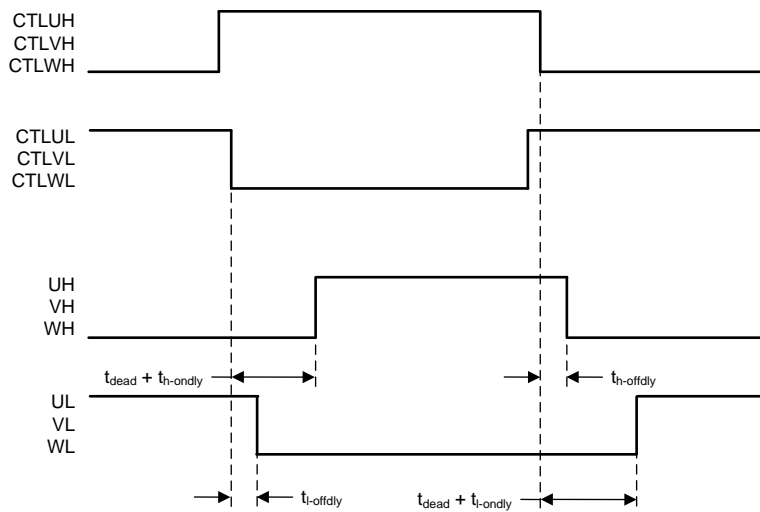 CTLUH
CTLVH
CTLWH
CTLUL
CTLVL
CTLWL
UH
VH
WH
tdead + th-ondly
th-offdly
UL
VL
WL
tl-offdly
tdead + tl-ondly